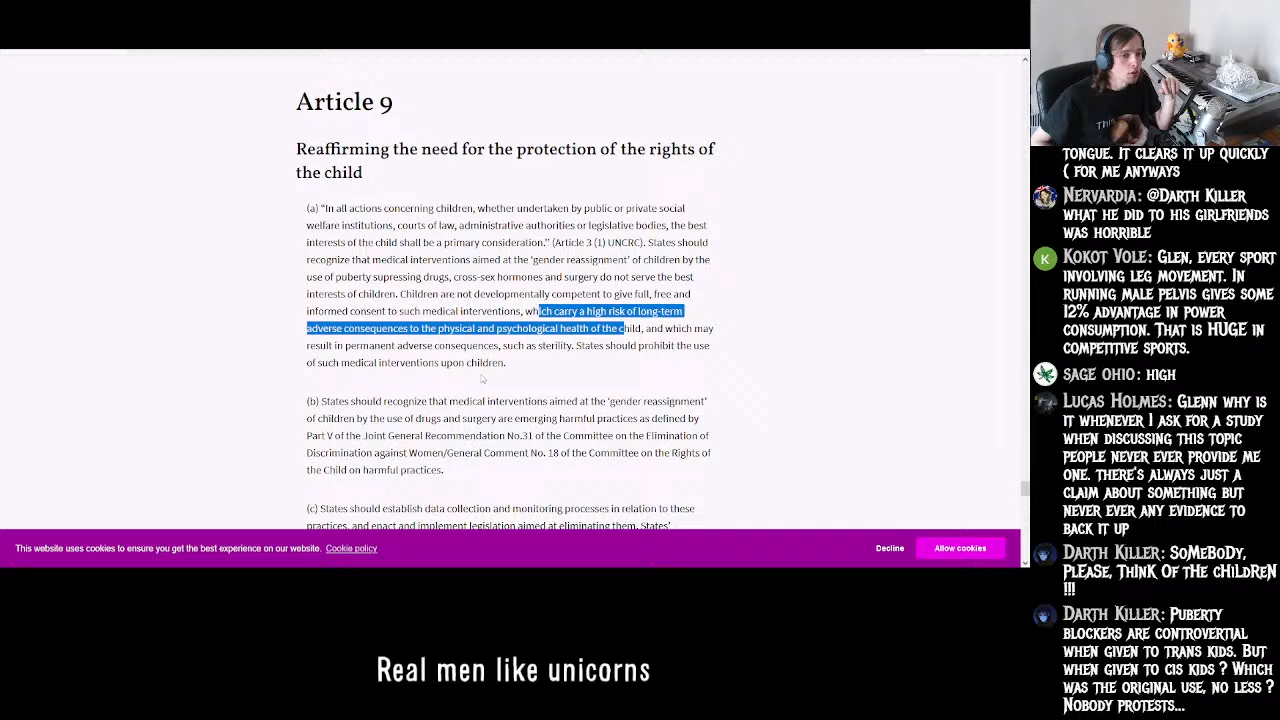 Article 9
Reaffirming the need for the protection of the rights of
the child
(a) “In all actions concerning children, whether undertaken by public or private social
welfare institutions, courts of law, administrative authorities or legislative bodies, the best
interests of the child shall be a primary consideration.” (Article 3 (1) UNCRC). States should
recognize that medical interventions aimed at the ‘gender reassignment’ of children by the
use of puberty supressing drugs, cross-sex hormones and surgery do not serve the best
interests of children. Children are not developmentally competent to give full, free and
informed consent to such medical interventions, which carry a high risk of long-term
adverse consequences to the physical and psychological health of the child, and which may
result in permanent adverse consequences, such as sterility. States should prohibit the use
of such medical interventions upon children.
(b) States should recognize that medical interventions aimed at the ‘gender reassignment’
of children by the use of drugs and surgery are emerging harmful practices as defined by
Part V of the Joint General Recommendation No.31 of the Committee on the Elimination of
Discrimination against Women/General Comment No. 18 of the Committee on the Rights of
the Child on harmful practices.
(c) States should establish data collection and monitoring processes in relation to these
practices, and enact and implement legislation aimed at eliminating them. States’
This website uses cookies to ensure you get the best experience on our website. Cookie policy
Decline
Allow cookies
Real men like unicorns
This
TONGUE. IT CLEARS IT UP QUICKLY
( FOR ME ANYWAYS
NERVARDIA: @DARTH KILLER
WHAT HE DID TO HIS GIRLFRIENDS
WAS HORRIBLE
K
KOKOT VOLE: GLEN, EVERY SPORT
INVOLVING LEG MOVEMENT. IN
RUNNING MALE PELVIS GIVES SOME
12% ADVANTAGE IN POWER
CONSUMPTION. THAT IS HUGE IN
COMPETITIVE SPORTS.
SAGE OHIO: HIGH
LUCAS HOLMES: GLENN WHY IS
IT WHENEVER I ASK FOR A STUDY
WHEN DISCUSSING THIS TOPIC
PEOPLE NEVER EVER PROVIDE ME
ONE. THERE'S ALWAYS JUST A
CLAIM ABOUT SOMETHING BUT
NEVER EVER ANY EVIDENCE TO
BACK IT UP
DARTH KILLER: SOMEBODY,
PLEASE, THINK OF THE CHILDREN
!!!
DARTH KILLER: PUBERTY
BLOCKERS ARE CONTROVERTIAL
WHEN GIVEN TO TRANS KIDS. BUT
WHEN GIVEN TO CIS KIDS ? WHICH
WAS THE ORIGINAL USE, NO LESS ?
NOBODY PROTESTS...